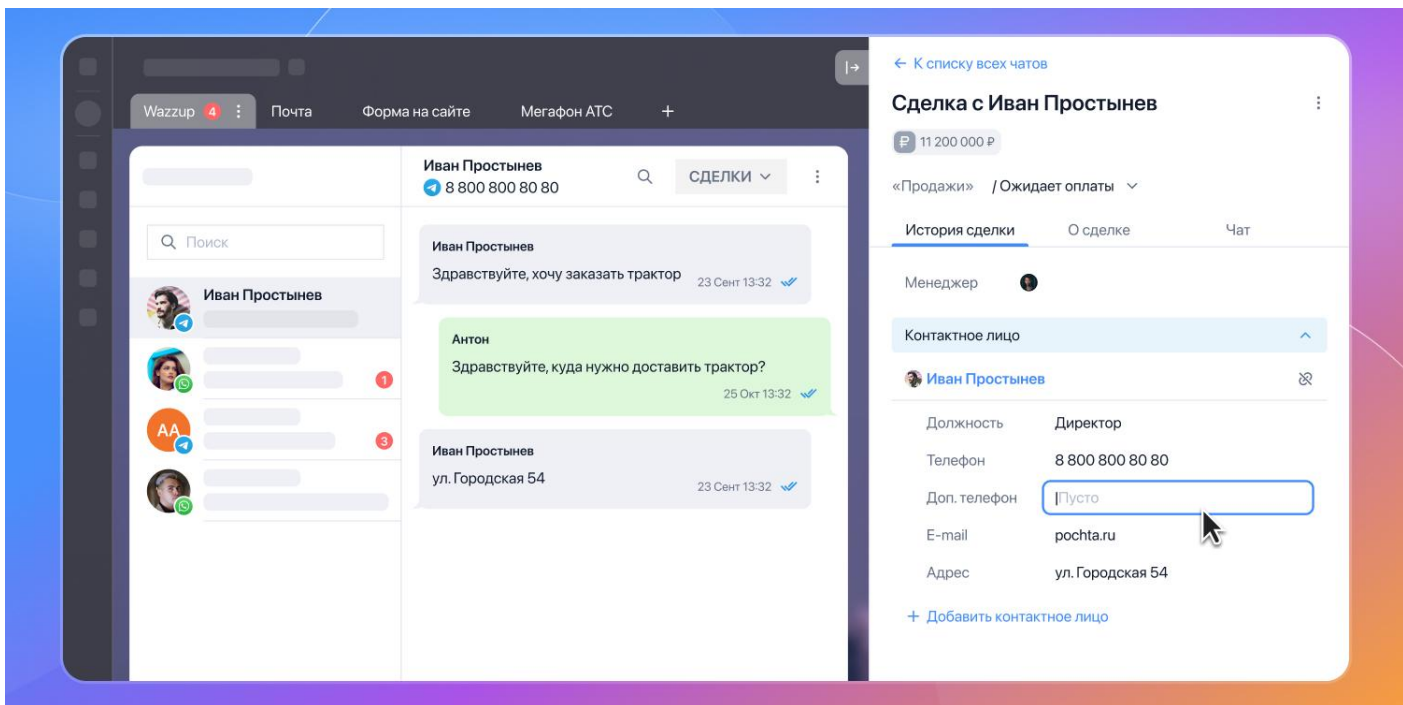 Wazzup 4
Почта
Форма на сайте
Мегафон АТС
Поиск
Иван Простынев
1
AA
3
Иван Простынев
8 800 800 80 80
СДЕЛКИ
Иван Простынев
Здравствуйте, хочу заказать трактор
23 Сент 13:32
Антон
Здравствуйте, куда нужно доставить трактор?
25 Окт 13:32
Иван Простынев
ул. Городская 54
23 Сент 13:32
← К списку всех чатов
Сделка с Иван Простынев
₽ 11 200 000 ₽
«Продажи» / Ожидает оплаты
История сделки
О сделке
Чат
Менеджер
Контактное лицо
Иван Простынев
Должность Директор
Телефон 8 800 800 80 80
Доп. телефон Пусто
E-mail pochta.ru
Адрес ул. Городская 54
+ Добавить контактное лицо